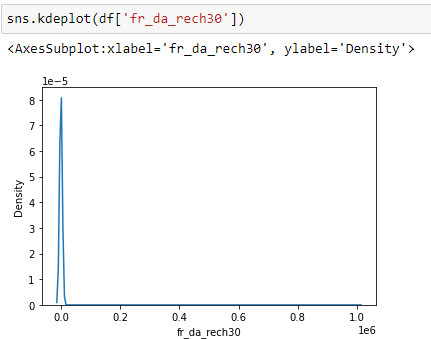 sns.kdeplot(df['fr_da_rech30'])
<AxesSubplot:xlabel='fr_da_rech30', ylabel='Density'>
1e−5
8
7
6
5
4
3
2
1
0
Density
0.0 0.2 0.4 0.6 0.8 1.0
1e6
fr_da_rech30